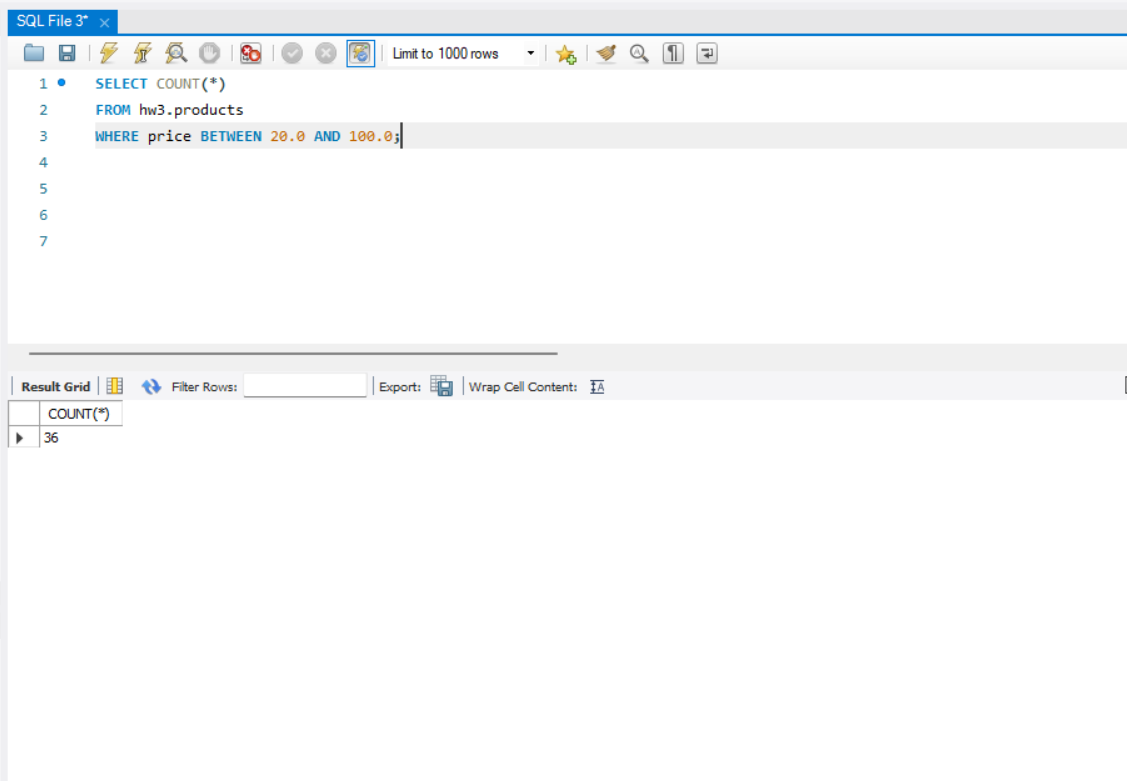 SQL File 3*
Limit to 1000 rows
1 SELECT COUNT(*)
2 FROM hw3.products
3 WHERE price BETWEEN 20.0 AND 100.0;
4
5
6
7
Result Grid Filter Rows: Export: Wrap Cell Content:
COUNT(*)
36